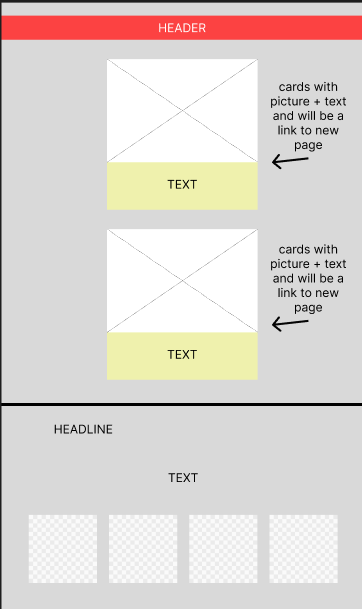 HEADER
cards with
picture + text
and will be a
link to new
page
TEXT
cards with
picture + text
and will be a
link to new
page
TEXT
HEADLINE
TEXT